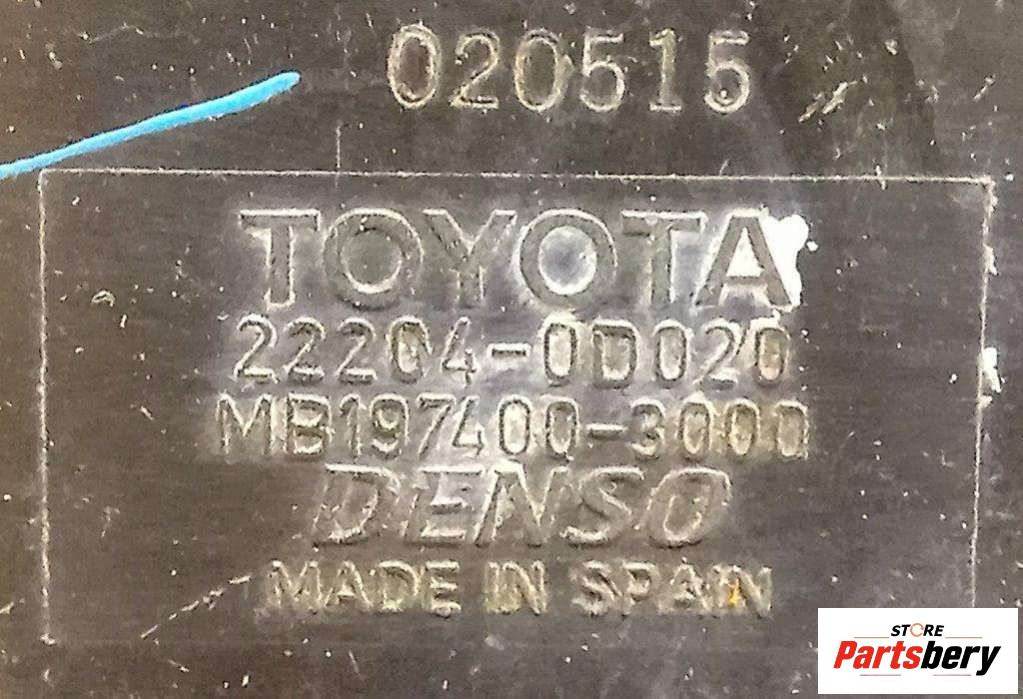 020515
TOYOTA
22204-0D020
MB197400-3000
DENSO
MADE IN SPAIN
STORE
Partsbery